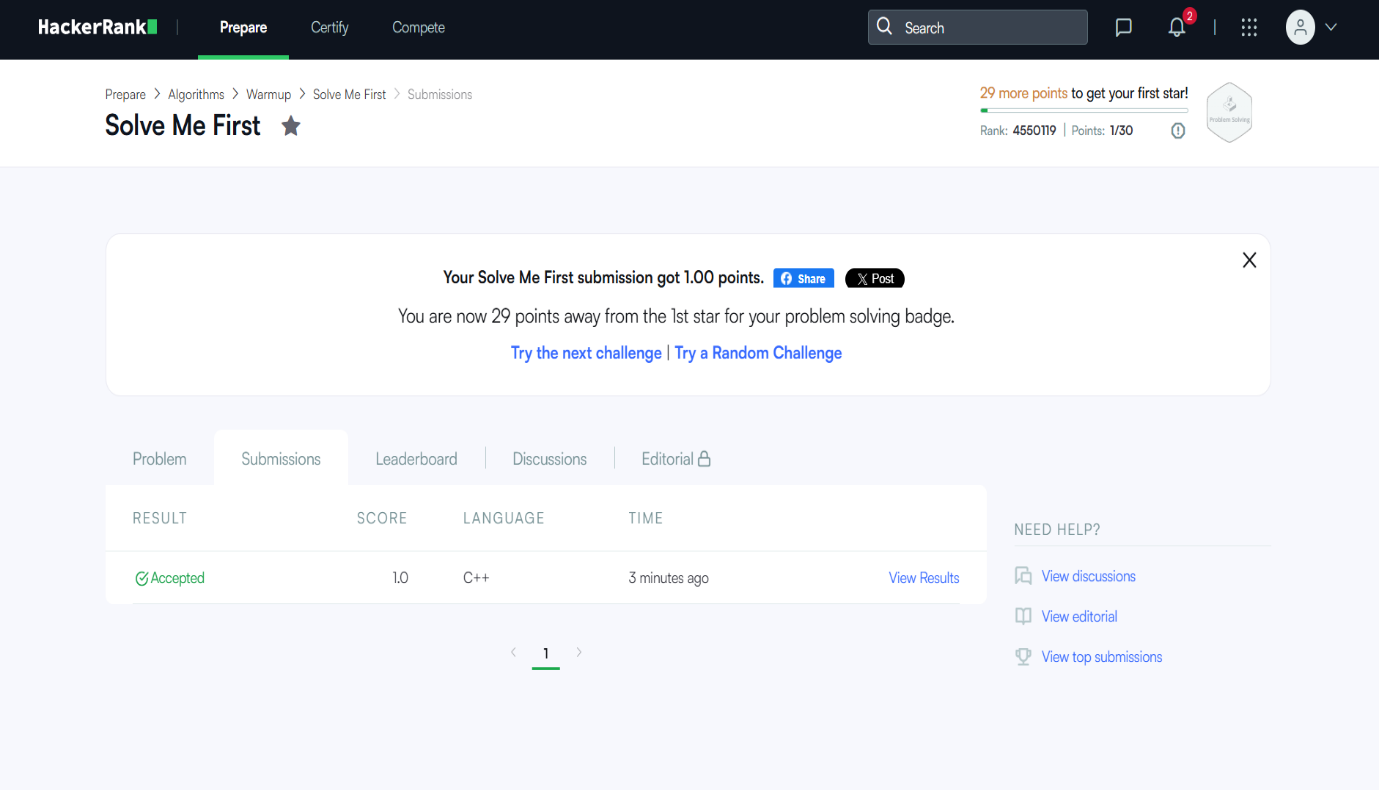 HackerRank Prepare Certify Compete Search 2
Prepare > Algorithms > Warmup > Solve Me First > Submissions
Solve Me First
29 more points to get your first star!
Rank: 4550119 | Points: 1/30
Problem Solving
Your Solve Me First submission got 1.00 points. Share X Post
You are now 29 points away from the 1st star for your problem solving badge.
Try the next challenge | Try a Random Challenge
Problem Submissions Leaderboard Discussions Editorial
RESULT SCORE LANGUAGE TIME
Accepted 1.0 C++ 3 minutes ago View Results
1
NEED HELP?
View discussions
View editorial
View top submissions